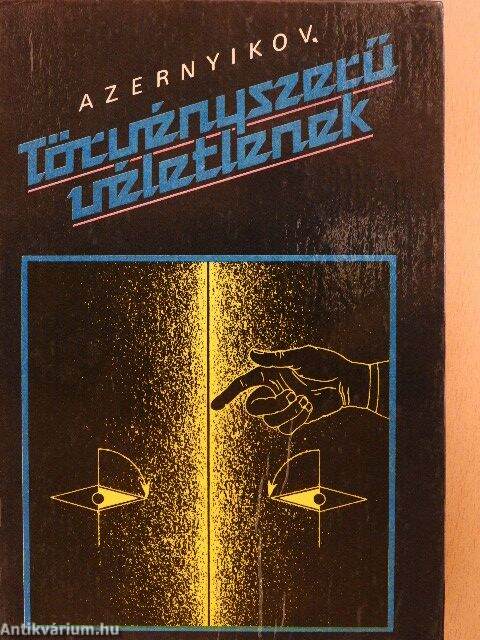 AZERNYIKOV.
Törvényszerű
véletlenek
Antikvárium.hu